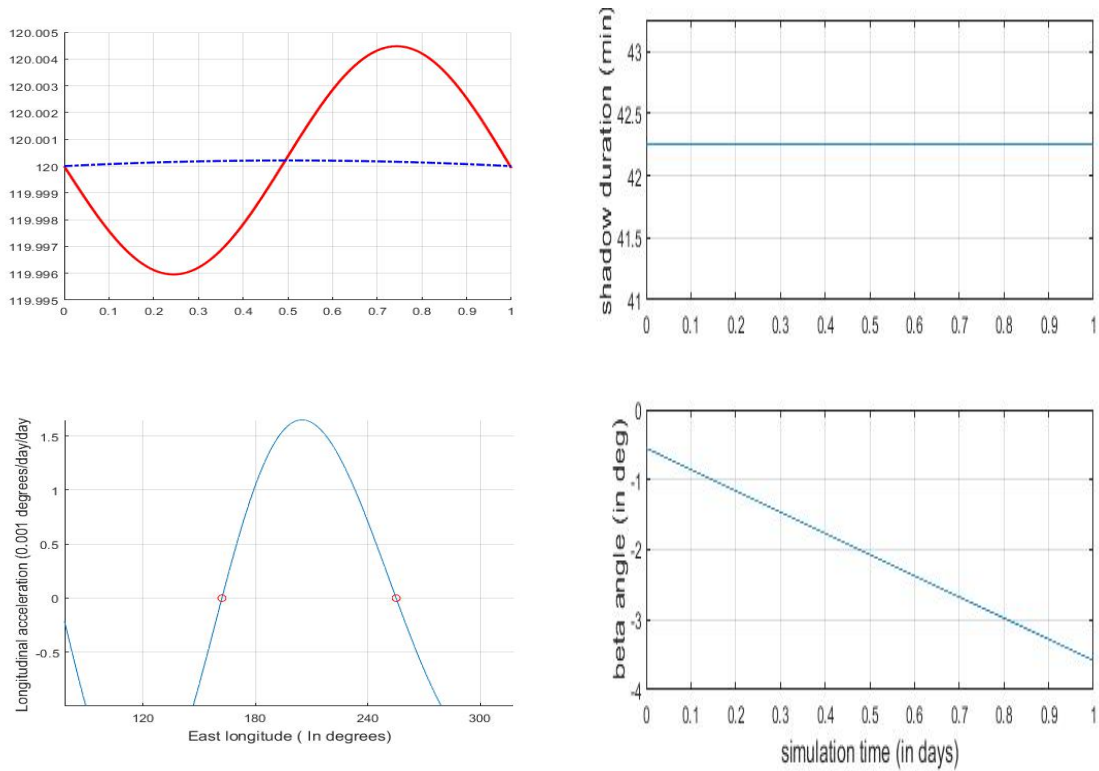 120.005
120.004
120.003
120.002
120.001
120
119.999
119.998
119.997
119.996
119.995
0 0.1 0.2 0.3 0.4 0.5 0.6 0.7 0.8 0.9 1
shadow duration (min)
43
42.5
42
41.5
41
0 0.1 0.2 0.3 0.4 0.5 0.6 0.7 0.8 0.9 1
Longitudinal acceleration (0.001 degrees/day/day
1.5
1
0.5
0
-0.5
120 180 240 300
East longitude ( In degrees)
beta angle (in deg)
0
-1
-2
-3
-4
0 0.1 0.2 0.3 0.4 0.5 0.6 0.7 0.8 0.9 1
simulation time (in days)